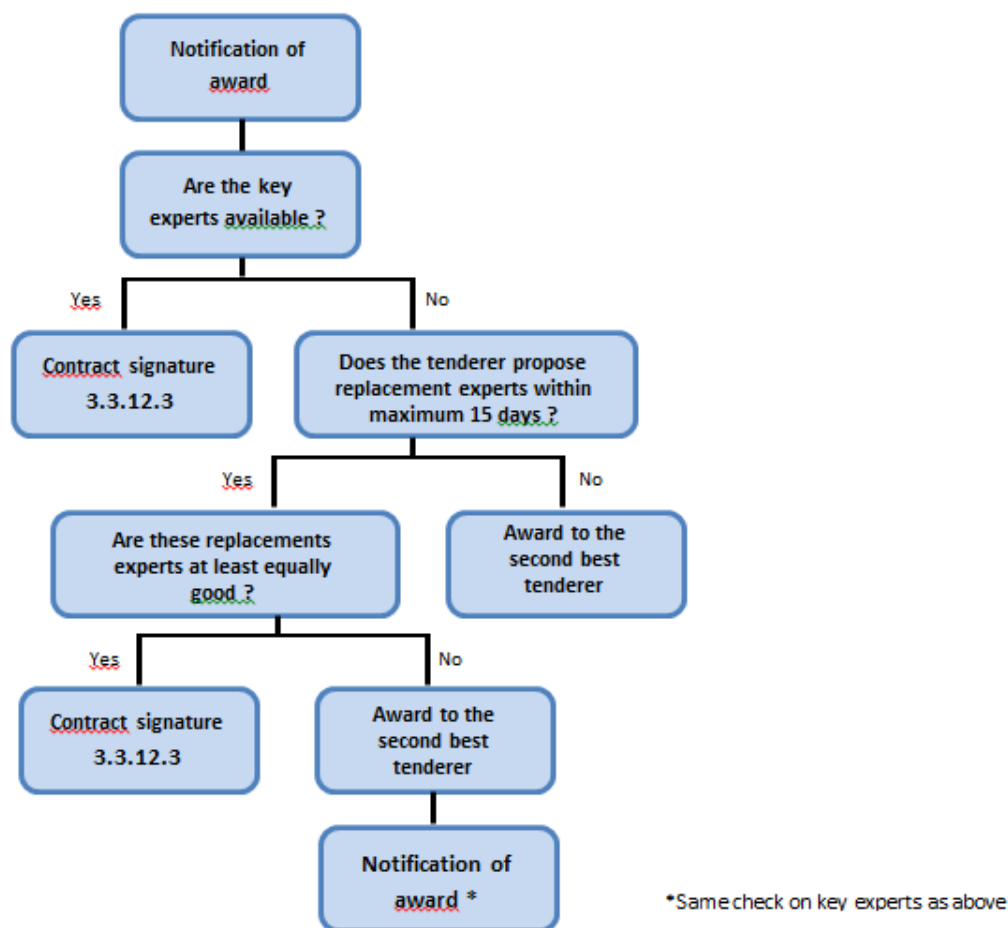 Notification of
award
Are the key
experts available ?
Yes
No
Contract signature
3.3.12.3
Does the tenderer propose
replacement experts within
maximum 15 days ?
Yes
No
Are these replacements
experts at least equally
good ?
Award to the
second best
tenderer
Yes
No
Contract signature
3.3.12.3
Award to the
second best
tenderer
Notification of
award *
*Same check on key experts as above